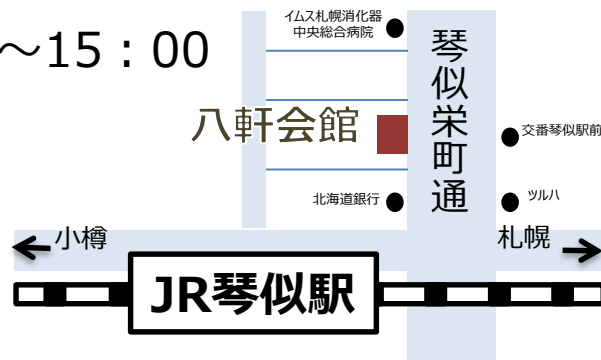 ～15：00
イムス札幌消化器
中央総合病院
琴似栄町通
八軒会館
交番琴似駅前
北海道銀行
ツルハ
小樽
札幌
JR琴似駅